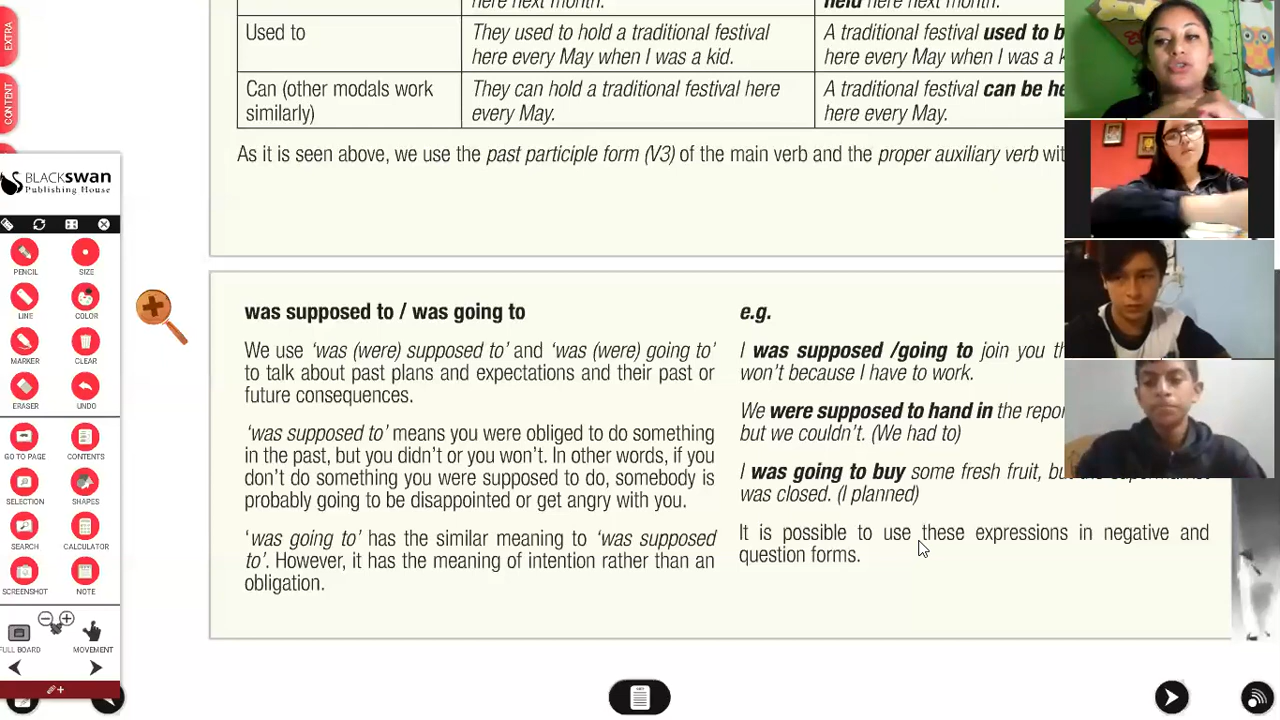 EXTRA
CONTENT
here next month.
held here next month.
Used to
They used to hold a traditional festival
here every May when I was a kid.
A traditional festival used to b
here every May when I was a k
Can (other modals work
similarly)
They can hold a traditional festival here
every May.
A traditional festival can be he
here every May.
As it is seen above, we use the past participle form (V3) of the main verb and the proper auxiliary verb wit
BLACKSWAN
Publishing House
PENCIL
SIZE
LINE
COLOR
MARKER
CLEAR
ERASER
UNDO
GO TO PAGE
CONTENTS
SELECTION
SHAPES
SEARCH
CALCULATOR
SCREENSHOT
NOTE
FULL BOARD
MOVEMENT
was supposed to / was going to
We use ‘was (were) supposed to’ and ‘was (were) going to’
to talk about past plans and expectations and their past or
future consequences.
‘was supposed to’ means you were obliged to do something
in the past, but you didn’t or you won’t. In other words, if you
don’t do something you were supposed to do, somebody is
probably going to be disappointed or get angry with you.
‘was going to’ has the similar meaning to ‘was supposed
to’. However, it has the meaning of intention rather than an
obligation.
e.g.
I was supposed /going to join you th
won’t because I have to work.
We were supposed to hand in the repor
but we couldn’t. (We had to)
I was going to buy some fresh fruit, bu
was closed. (I planned)
It is possible to use these expressions in negative and
question forms.